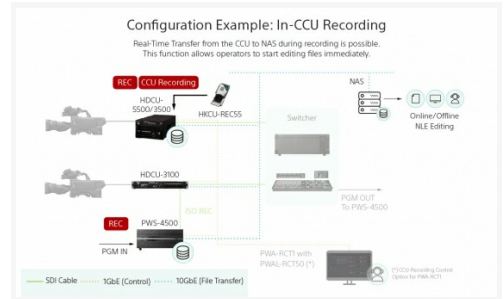 Configuration Example: In-CCU Recording
Real-Time Transfer from the CCU to NAS during recording is possible.
This function allows operators to start editing files immediately.
REC
CCU Recording
HDCU-
5500/3500
HKCU-REC55
NAS
Online/Offline
NLE Editing
Switcher
HDCU-3100
ISO REC
REC
PWS-4500
PGM IN
PGM OUT
To PWS-4500
PWA-RCT1 with
PWAL-RCT50 (*)
(*) CCU Recording Control
Option for PWA-RCT1
SDI Cable
1GbE (Control)
10GbE (File Transfer)